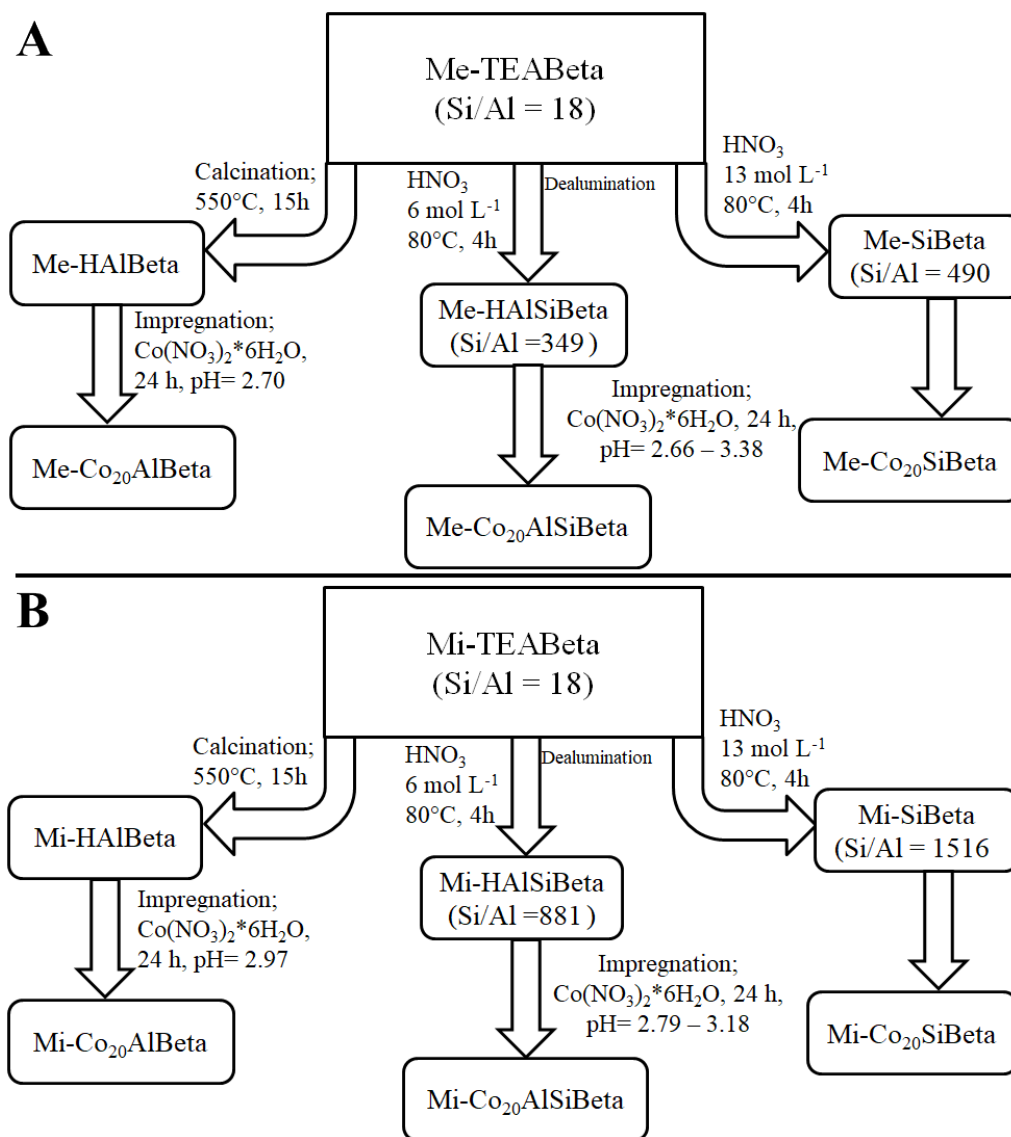 A
Me-TEABeta
(Si/Al = 18)
Calcination;
550°C, 15h
HNO₃
6 mol L⁻¹
80°C, 4h
Dealumination
HNO₃
13 mol L⁻¹
80°C, 4h
Me-HAlBeta
Me-HAlSiBeta
(Si/Al =349 )
Me-SiBeta
(Si/Al = 490
Impregnation;
Co(NO₃)₂*6H₂O,
24 h, pH= 2.70
Impregnation;
Co(NO₃)₂*6H₂O, 24 h,
pH= 2.66 – 3.38
Me-Co₂₀AlBeta
Me-Co₂₀AlSiBeta
Me-Co₂₀SiBeta
B
Mi-TEABeta
(Si/Al = 18)
Calcination;
550°C, 15h
HNO₃
6 mol L⁻¹
80°C, 4h
Dealumination
HNO₃
13 mol L⁻¹
80°C, 4h
Mi-HAlBeta
Mi-HAlSiBeta
(Si/Al =881 )
Mi-SiBeta
(Si/Al = 1516
Impregnation;
Co(NO₃)₂*6H₂O,
24 h, pH= 2.97
Impregnation;
Co(NO₃)₂*6H₂O, 24 h,
pH= 2.79 – 3.18
Mi-Co₂₀AlBeta
Mi-Co₂₀AlSiBeta
Mi-Co₂₀SiBeta